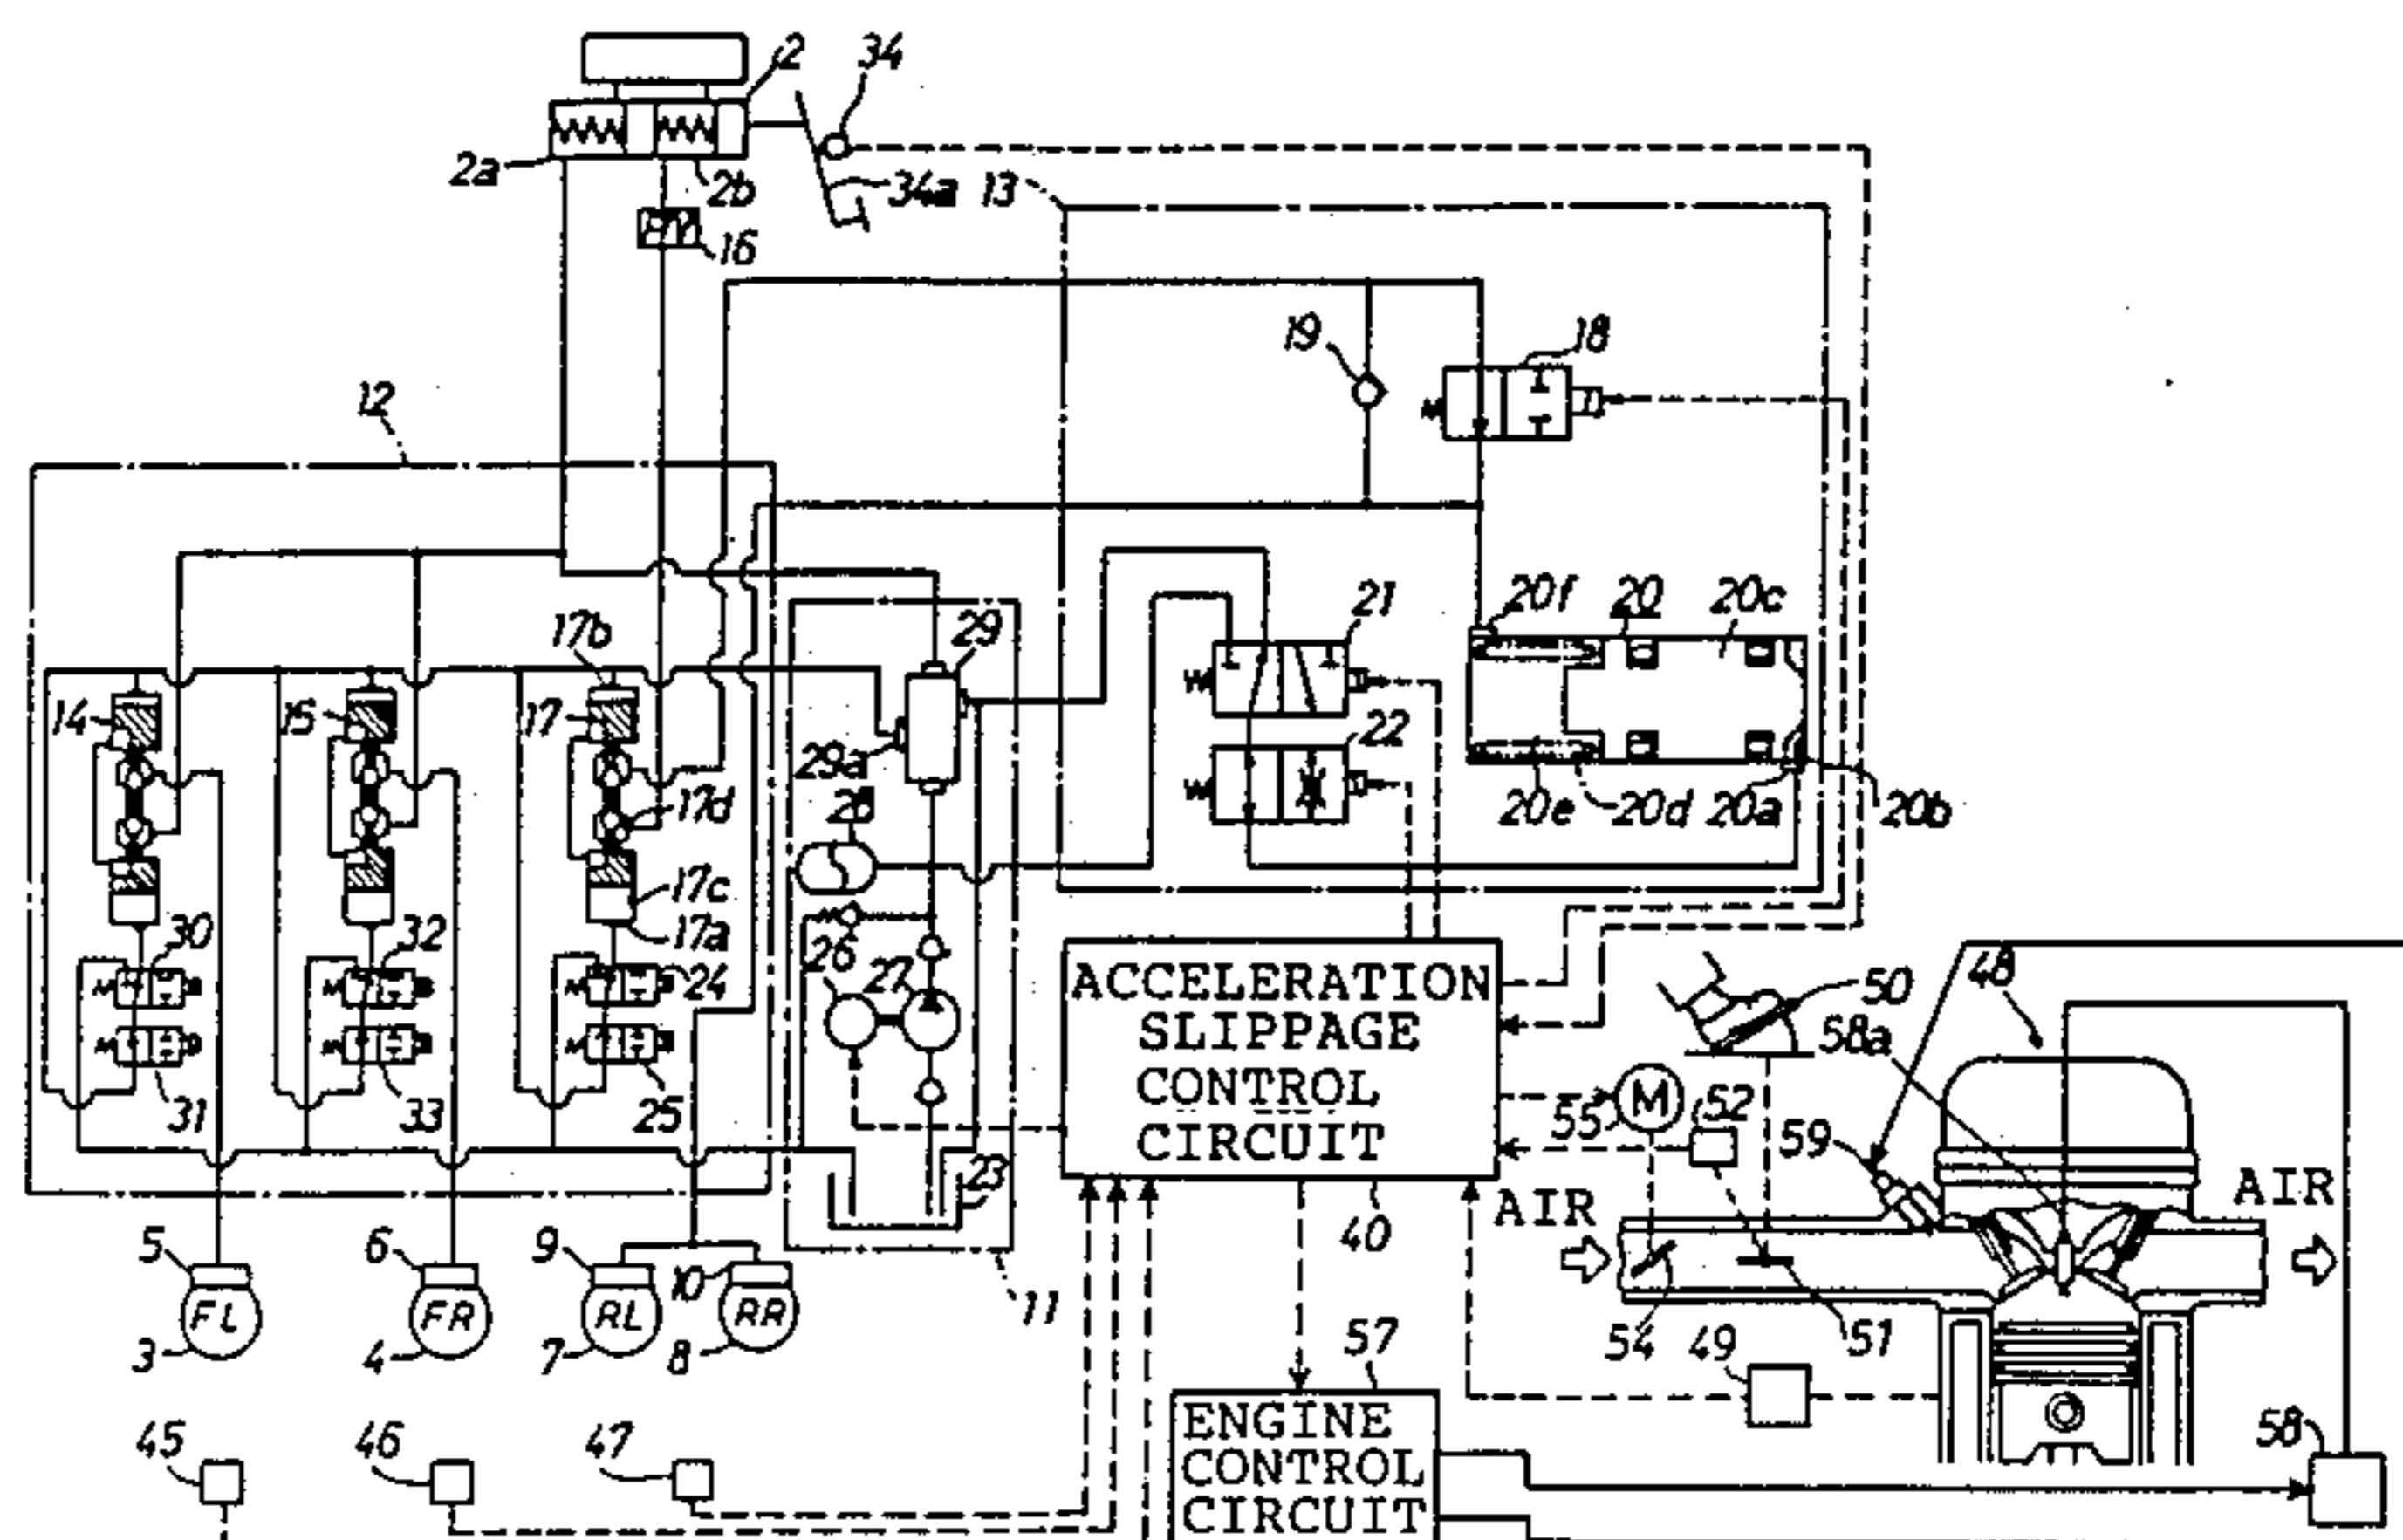 2 34
2a 2b 34a 13
16
19 18
12
20f 20 20c
17b 29 21
14 15 17 22
29a
28
17d 20e 20d 20a 20b
17c
17a
30 32 24 26 27
ACCELERATION
SLIPPAGE
CONTROL
CIRCUIT
48
50
58a
31 33 25 55 M 52 59
23
AIR AIR
40
5 6 9 10
FL FR RL RR
3 4 7 8 11
54 49 51
57
ENGINE
CONTROL
CIRCUIT
45 46 47 58